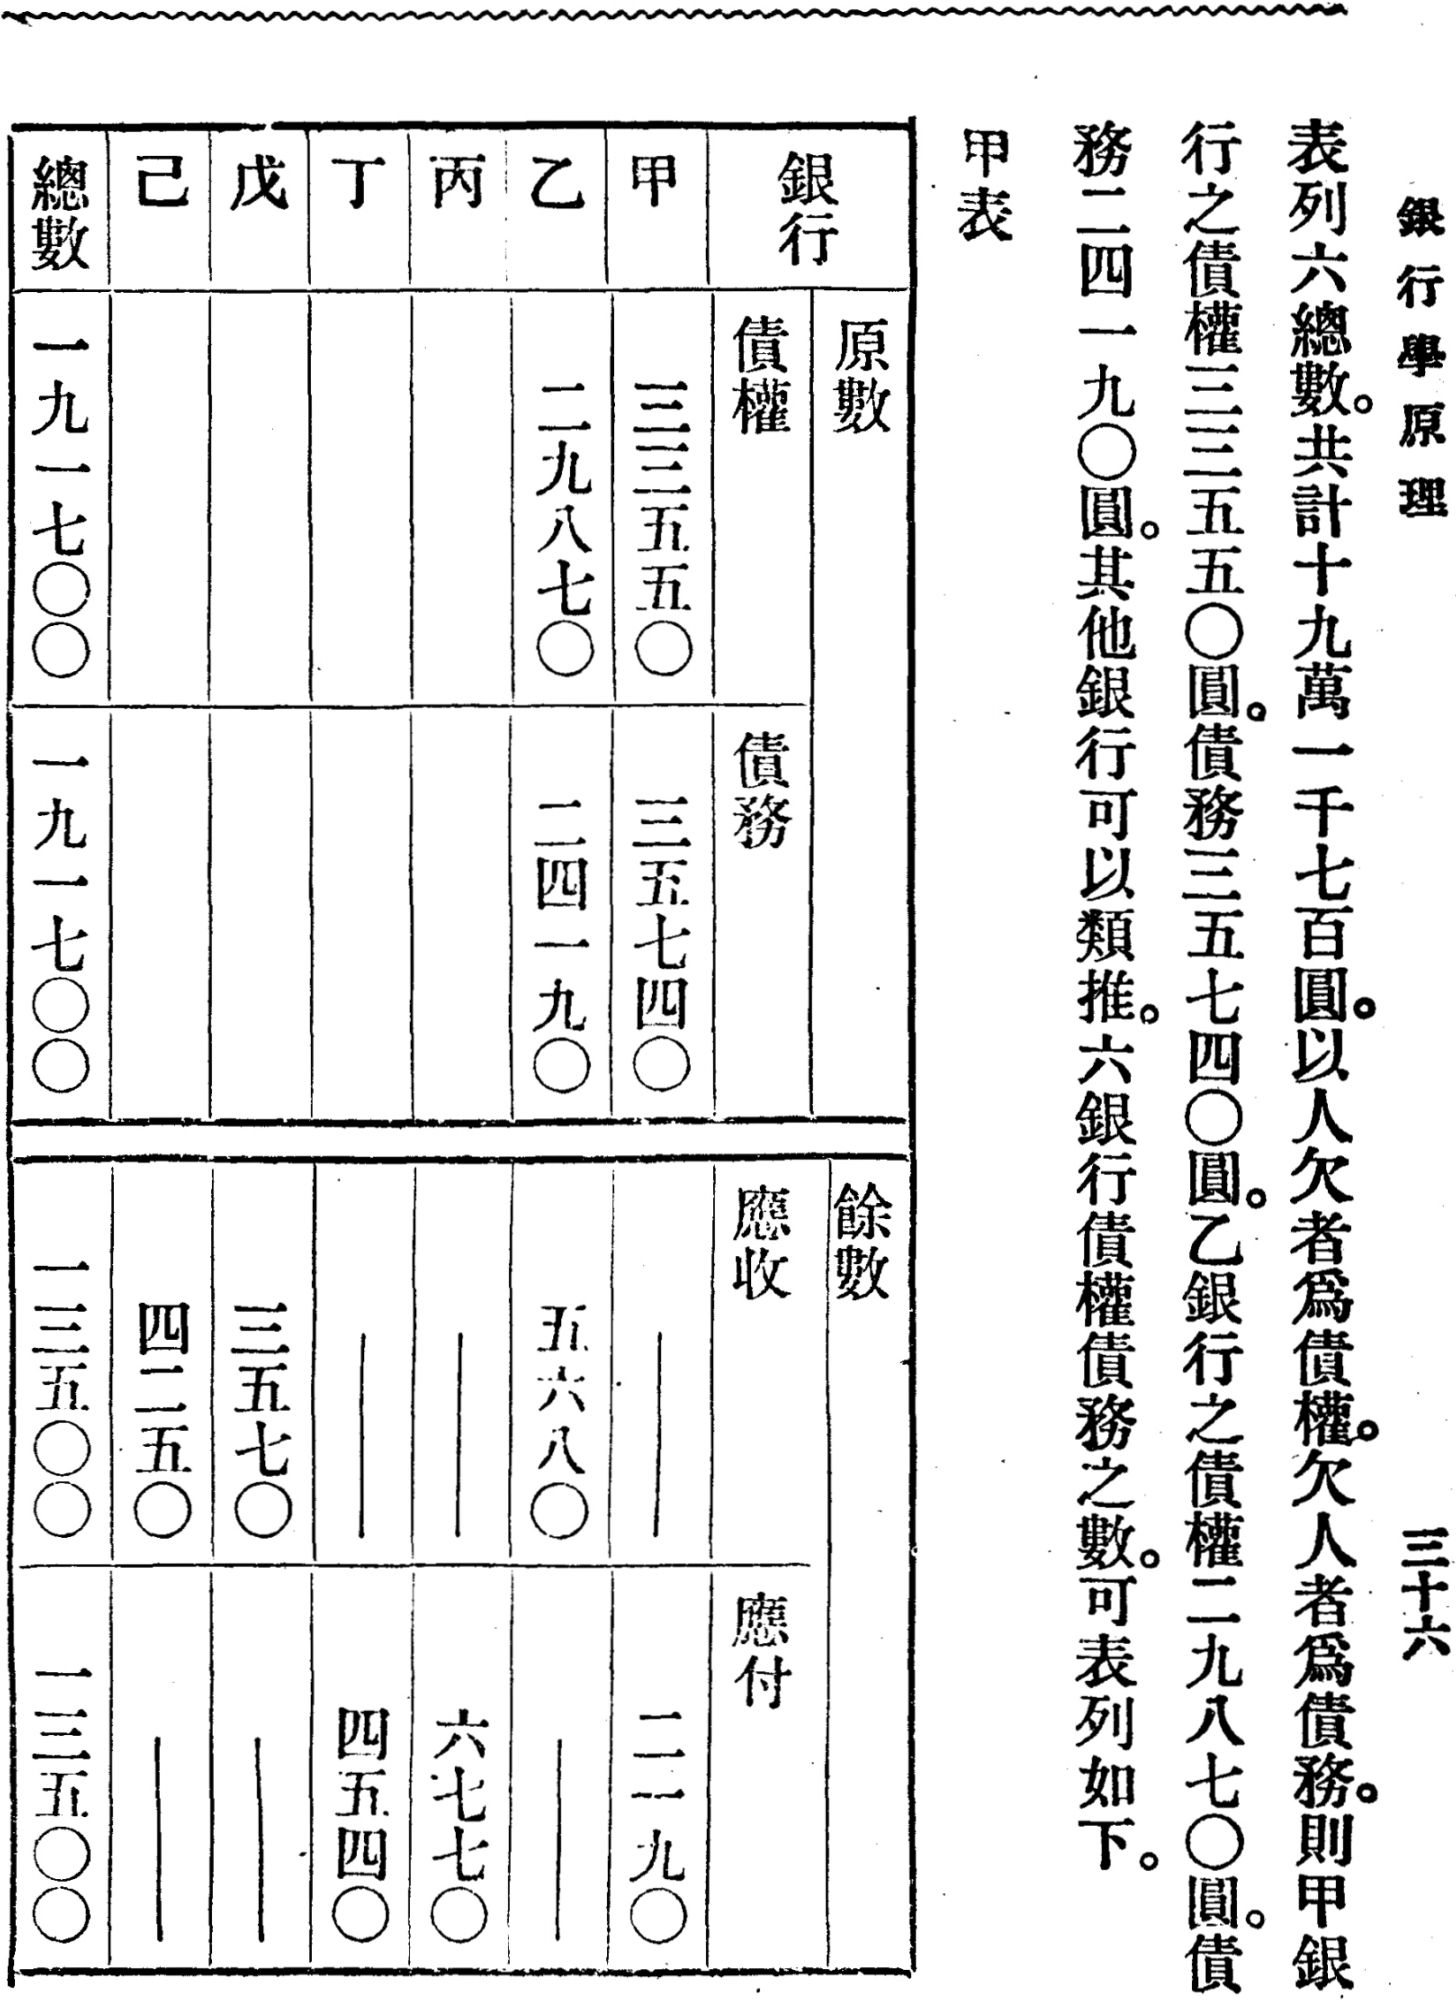 銀行學原理
三十六
表列六總數。共計十九萬一千七百圓。以人欠者爲債權。欠人者爲債務。則甲銀
行之債權三三五五〇圓。債務三五七四〇圓。乙銀行之債權二九八七〇圓。債
務二四一九〇圓。其他銀行可以類推。六銀行債權債務之數。可表列如下。
甲表
銀行 原數 餘數
債權 債務 應收 應付
甲 三三五五〇 三五七四〇 — 二一九〇
乙 二九八七〇 二四一九〇 五六八〇 —
丙 — 六七七〇
丁 — 四五四〇
戊 三五七〇 —
己 四二五〇 —
總數 一九一七〇〇 一九一七〇〇 一三五〇〇 一三五〇〇